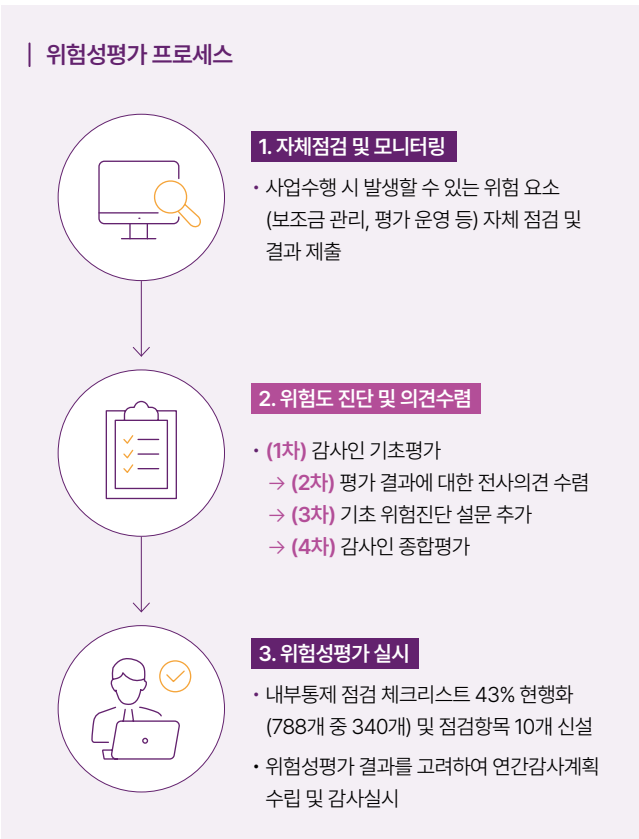 위험성평가 프로세스
1. 자체점검 및 모니터링
· 사업수행 시 발생할 수 있는 위험 요소
(보조금 관리, 평가 운영 등) 자체 점검 및
결과 제출
2. 위험도 진단 및 의견수렴
· (1차) 감사인 기초평가
→ (2차) 평가 결과에 대한 전사의견 수렴
→ (3차) 기초 위험진단 설문 추가
→ (4차) 감사인 종합평가
3. 위험성평가 실시
· 내부통제 점검 체크리스트 43% 현행화
(788개 중 340개) 및 점검항목 10개 신설
· 위험성평가 결과를 고려하여 연간감사계획
수립 및 감사실시